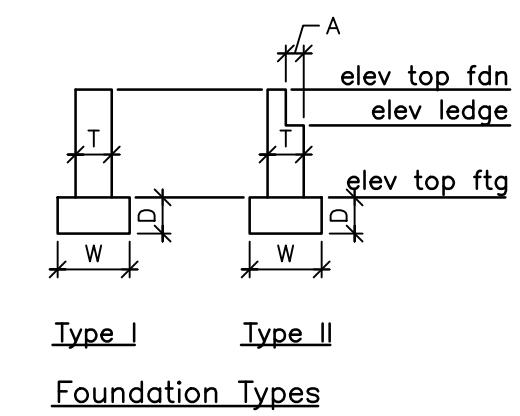 A
elev top fdn
elev ledge
T
T
elev top ftg
D
D
W
W
Type I
Type II
Foundation Types